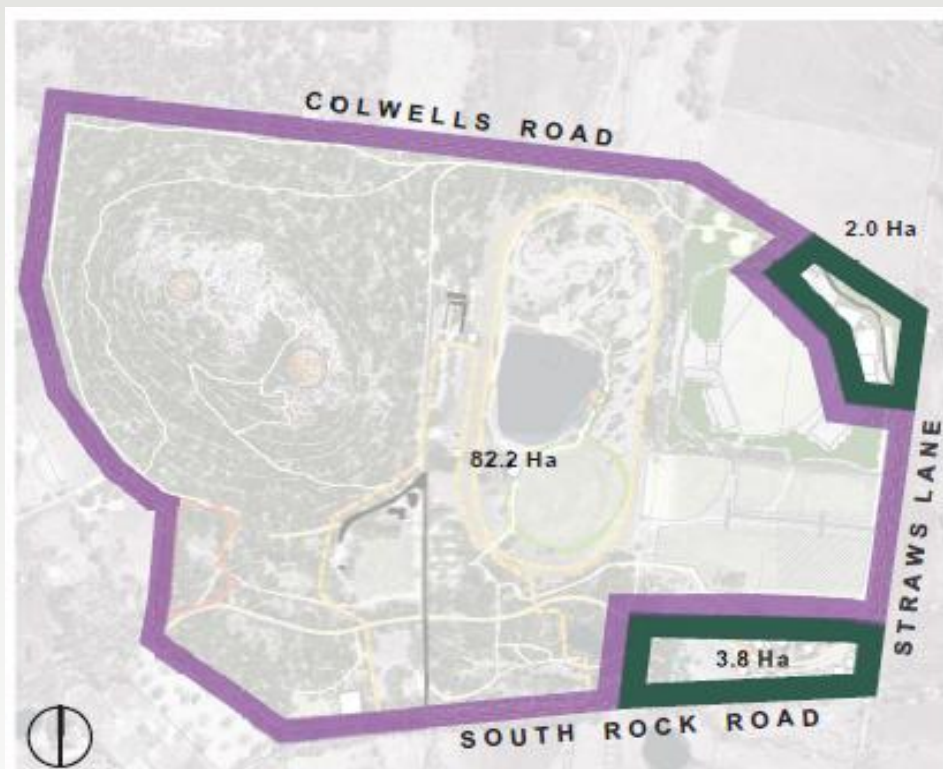 COLWELLS ROAD
2.0 Ha
82.2 Ha
STRAWS LANE
3.8 Ha
SOUTH ROCK ROAD